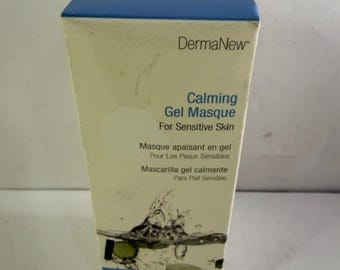 DermaNew™
Calming
Gel Masque
For Sensitive Skin
Masque apaisant en gel
Pour Les Peaux Sensibles
Mascarilla gel calmante
Para Piel Sensible